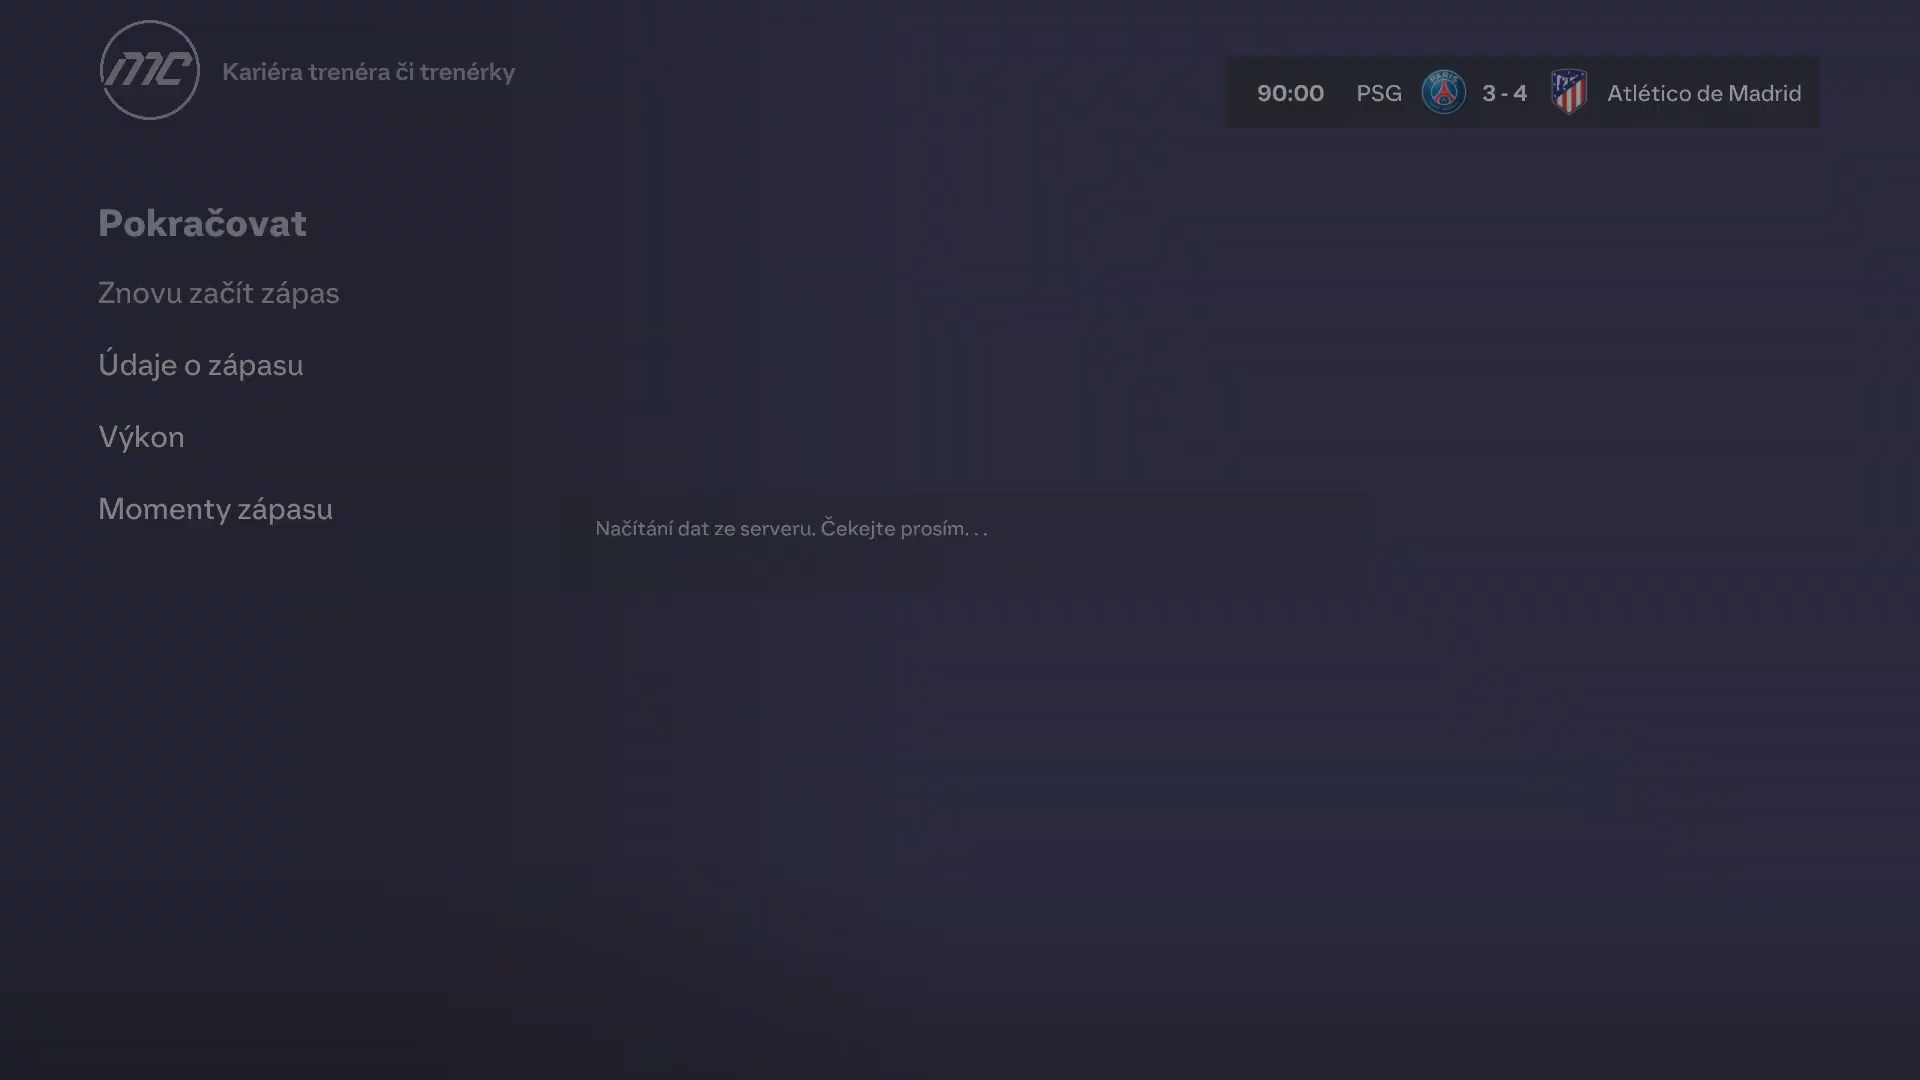 MC
Kariéra trenéra či trenérky
90:00 PSG PARIS 3 - 4 Atlético de Madrid
Pokračovat
Znovu začít zápas
Údaje o zápasu
Výkon
Momenty zápasu
Načítání dat ze serveru. Čekejte prosím...